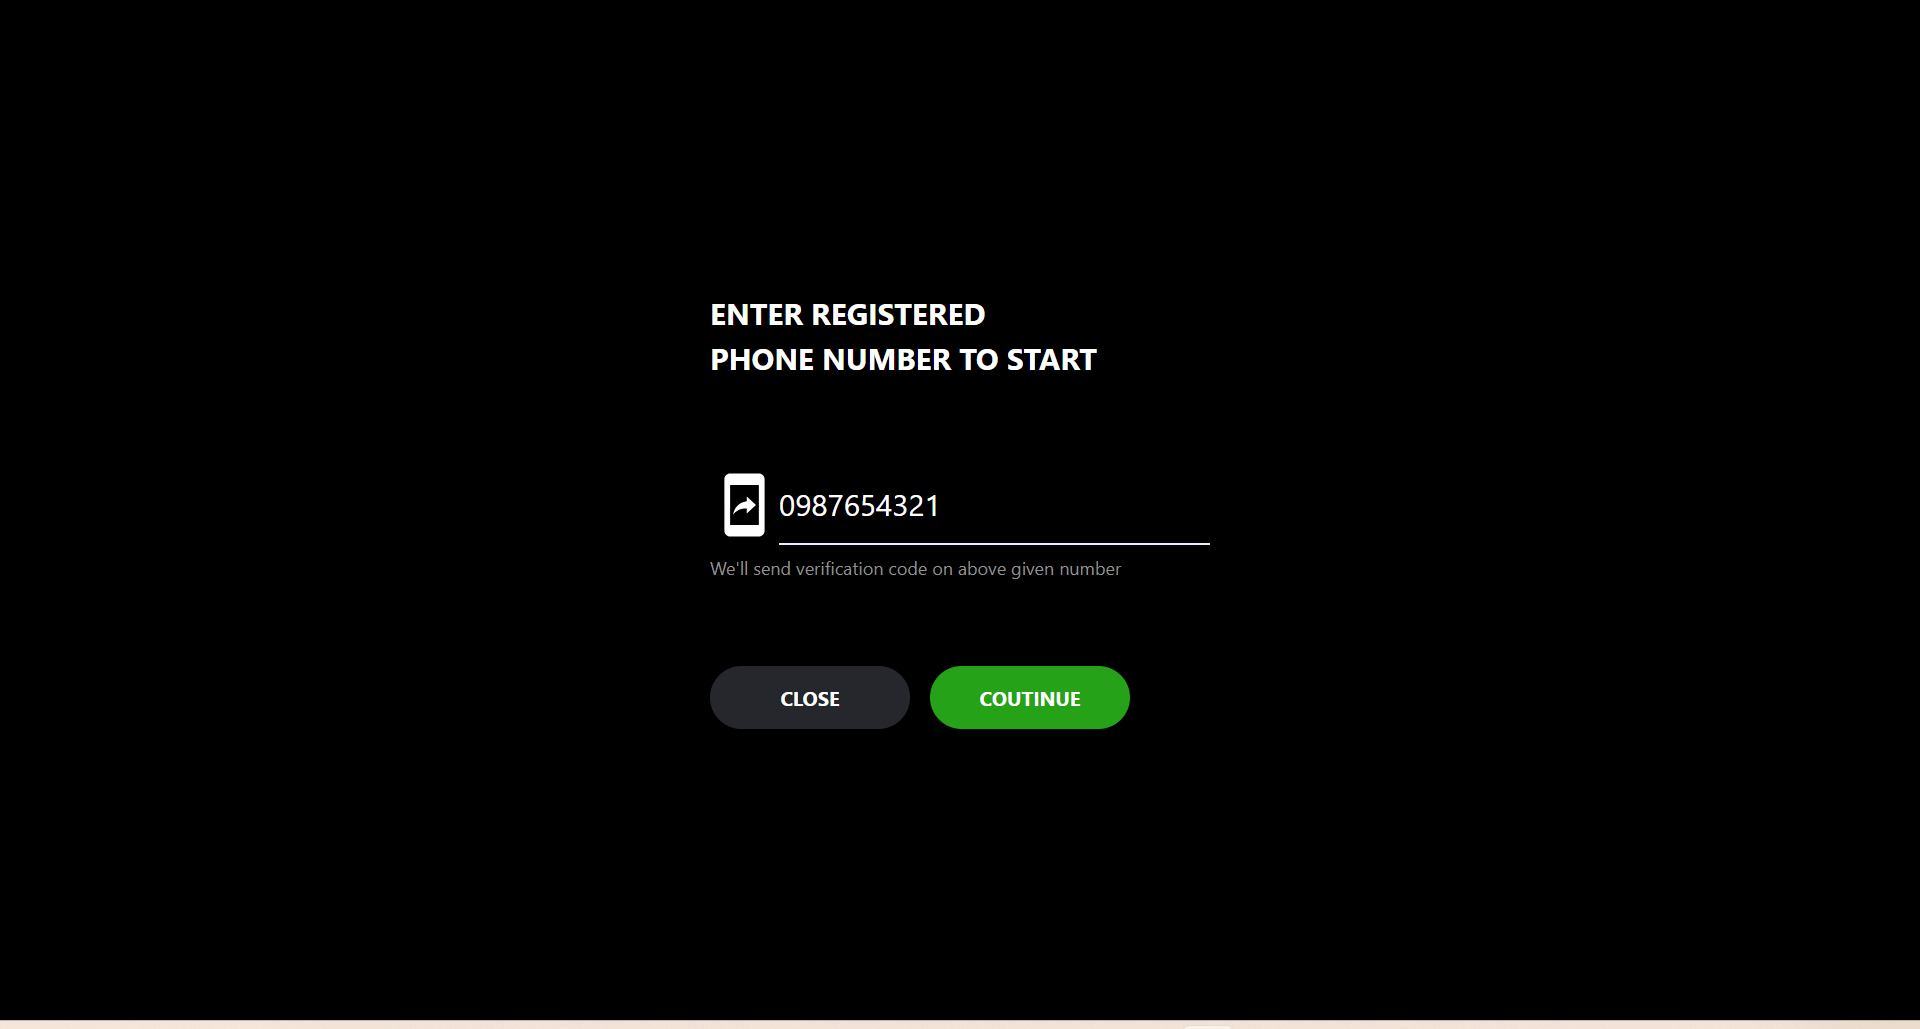 ENTER REGISTERED
PHONE NUMBER TO START
0987654321
We'll send verification code on above given number
CLOSE
COUTINUE